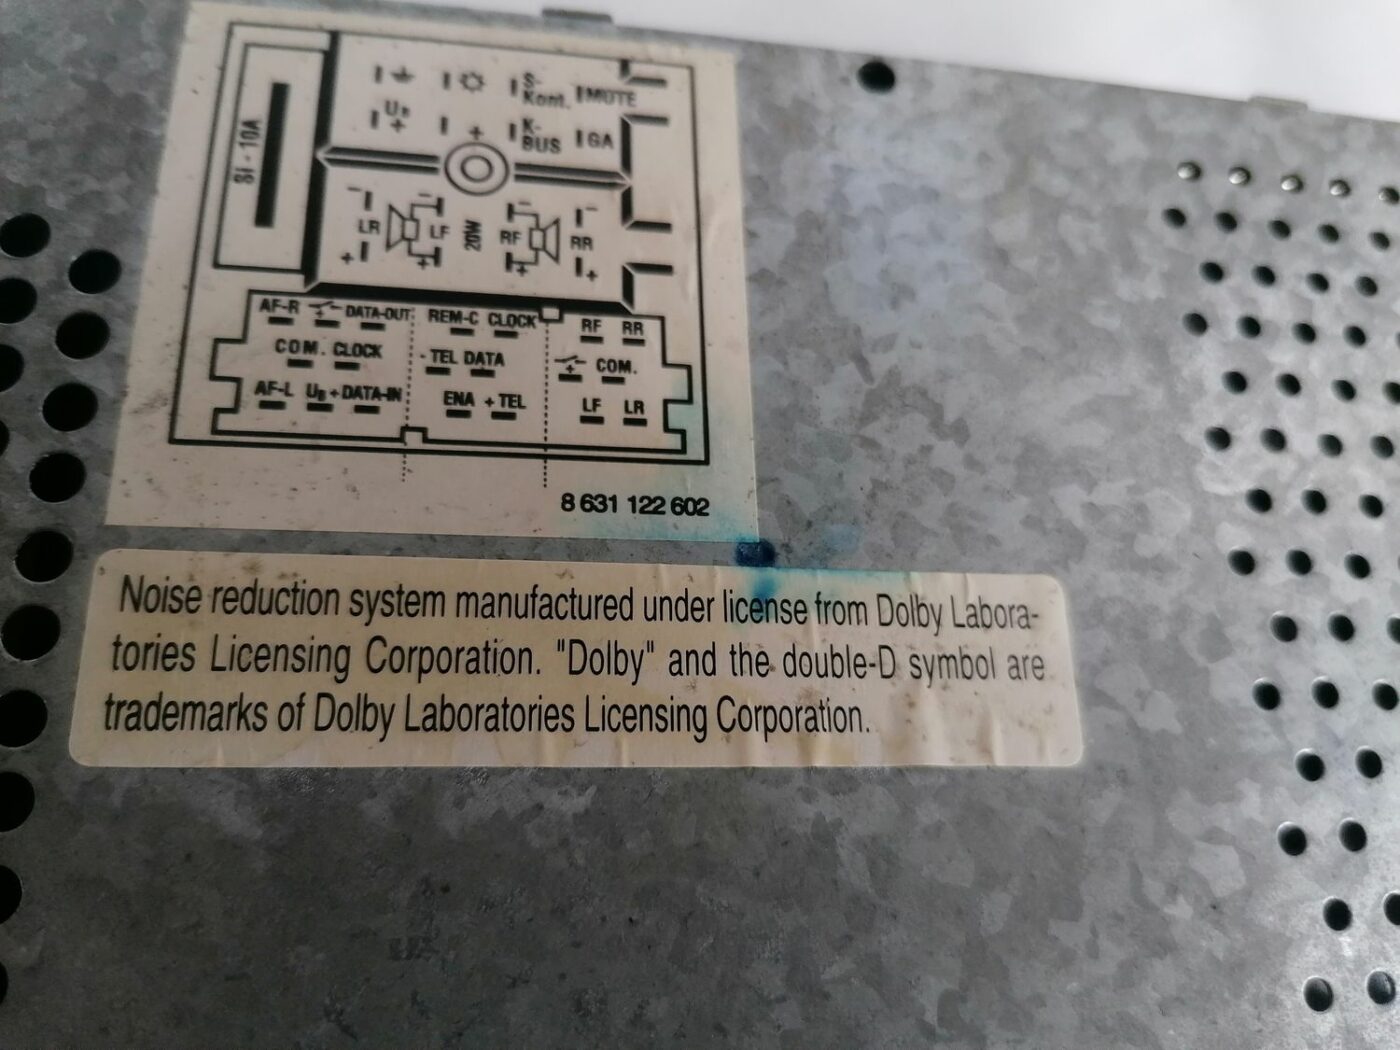 SI - 10A
S-Kont.
MUTE
UB +
+
K-BUS
GA
- - - -
LR LF 20W RF RR
+ + + +
AF-R + DATA-OUT REM-C CLOCK RF RR
COM. CLOCK - TEL DATA + COM.
AF-L UB + DATA-IN ENA + TEL LF LR
8 631 122 602
Noise reduction system manufactured under license from Dolby Labora-
tories Licensing Corporation. "Dolby" and the double-D symbol are
trademarks of Dolby Laboratories Licensing Corporation.